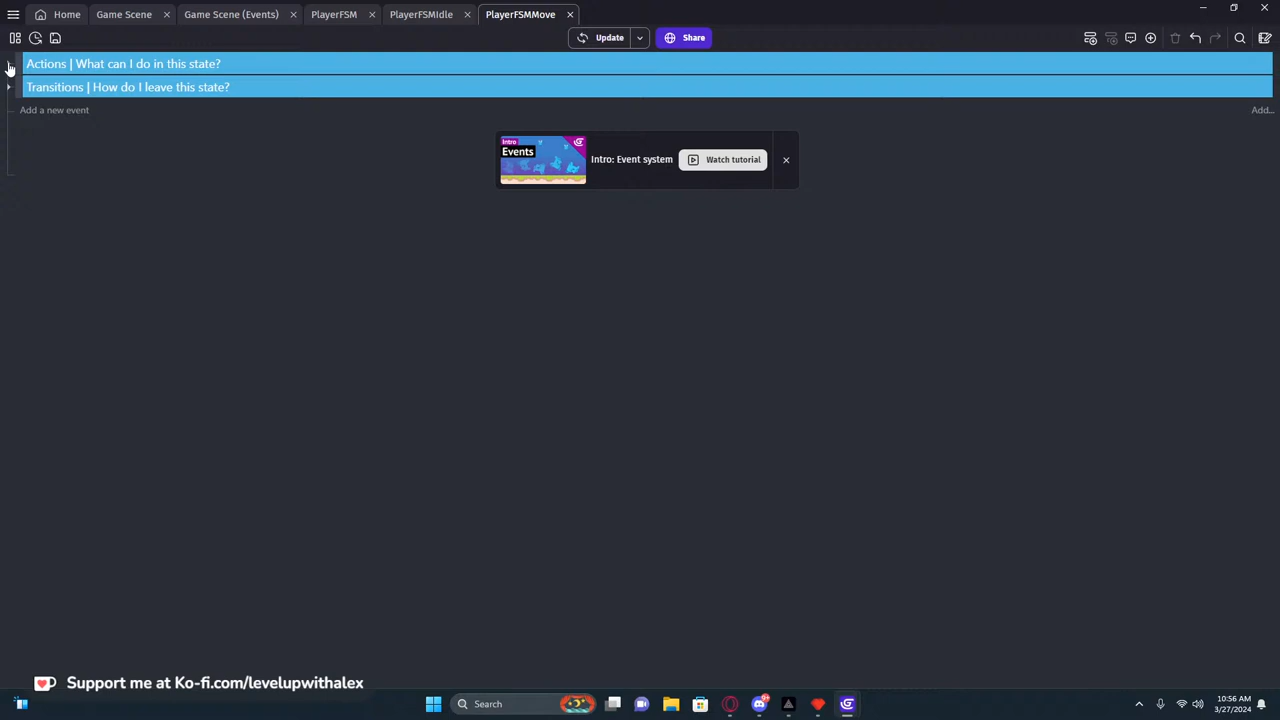 Home
Game Scene
Game Scene (Events)
PlayerFSM
PlayerFSMIdle
PlayerFSMMove
Update
Share
Actions | What can I do in this state?
Transitions | How do I leave this state?
Add a new event
Add...
Intro
Events
Intro: Event system
Watch tutorial
Support me at Ko-fi.com/levelupwithalex
Search
9+
10:56 AM
3/27/2024